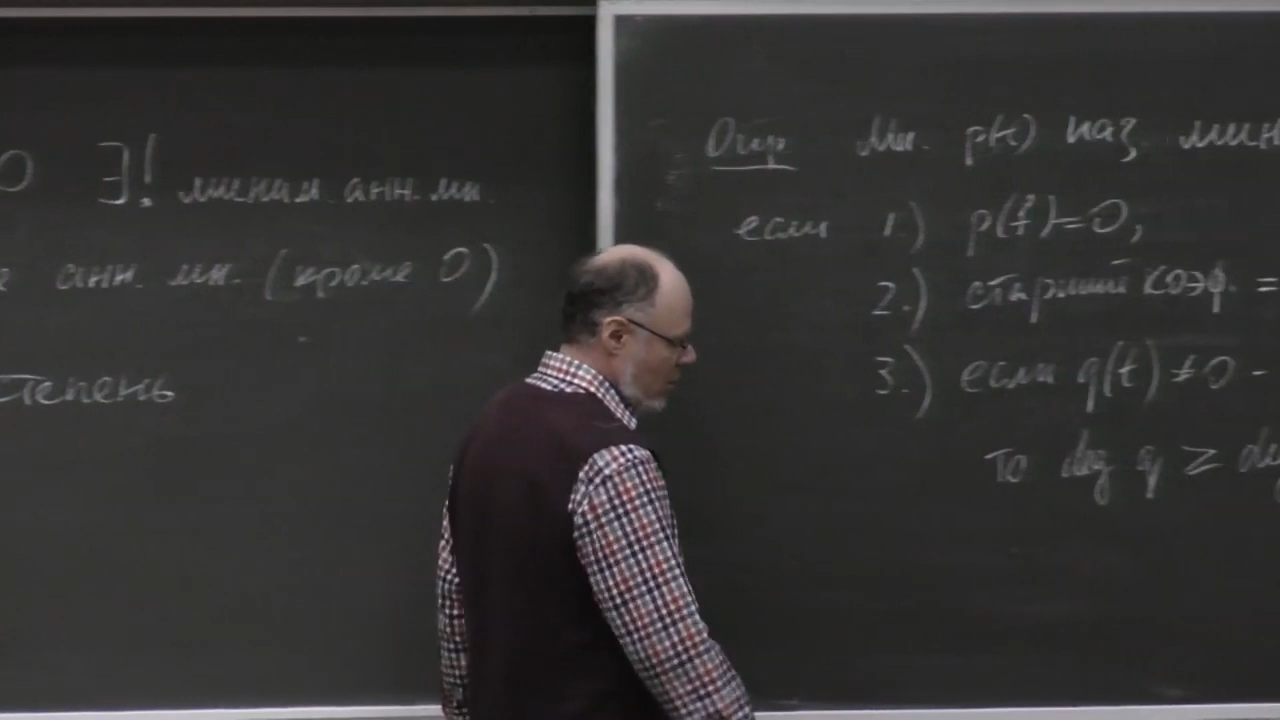 0 ∃! миним. анн. мн.
е анн. мн. (кроме 0)
степень
Опр Мн. p(t) наз. мин
если 1.) p(f)=0,
2.) старший коэф. =
3.) если q(t) ≠ 0 -
то deg q ≥ de